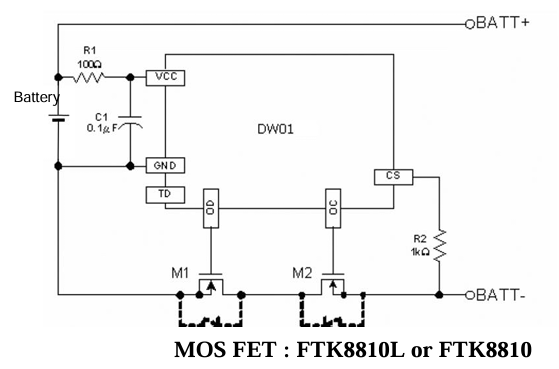 BATT+
R1
100Ω
VCC
Battery
C1
0.1μF
DW01
GND
CS
TD
OD
OC
R2
1kΩ
M1
M2
BATT-
MOS FET : FTK8810L or FTK8810